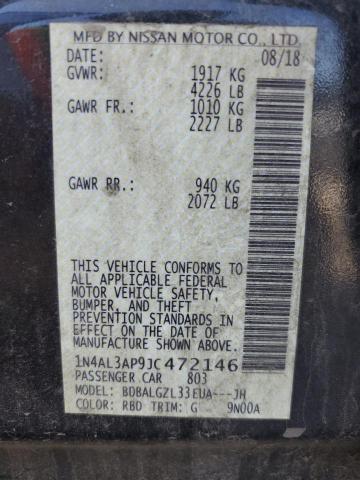 MFD BY NISSAN MOTOR CO., LTD.
DATE: 08/18
GVWR: 1917 KG
4226 LB
GAWR FR.: 1010 KG
2227 LB
GAWR RR.: 940 KG
2072 LB
THIS VEHICLE CONFORMS TO
ALL APPLICABLE FEDERAL
MOTOR VEHICLE SAFETY,
BUMPER, AND THEFT
PREVENTION STANDARDS
IN EFFECT ON THE DATE OF
MANUFACTURE SHOWN ABOVE.
1N4AL3AP9JC472146
PASSENGER CAR 803
MODEL: BDBALGZL33EUA---JH
COLOR: RBD TRIM: G 9N00A